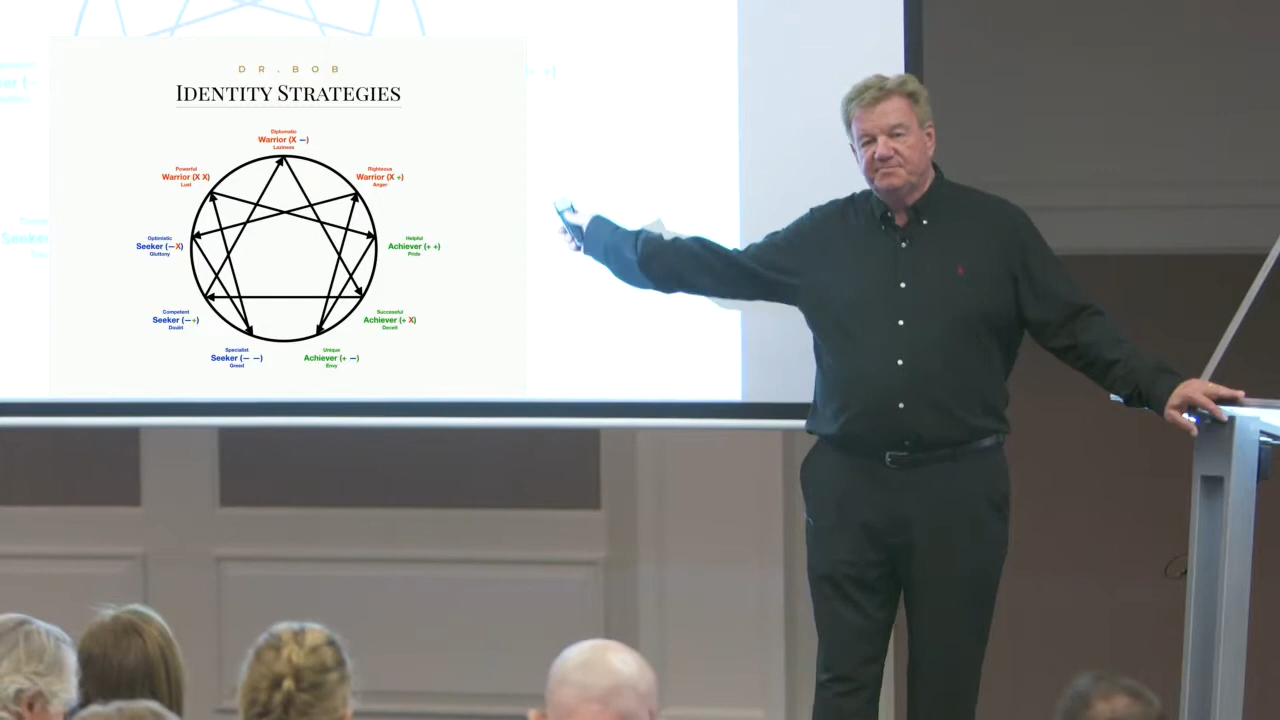 DR. BOB
IDENTITY STRATEGIES
Diplomatic
Warrior (X —)
Laziness
Powerful
Warrior (X X)
Lust
Righteous
Warrior (X +)
Anger
Optimistic
Seeker (—X)
Gluttony
Helpful
Achiever (+ +)
Pride
Competent
Seeker (—+)
Doubt
Successful
Achiever (+ X)
Deceit
Specialist
Seeker (— —)
Greed
Unique
Achiever (+ —)
Envy
Seeker